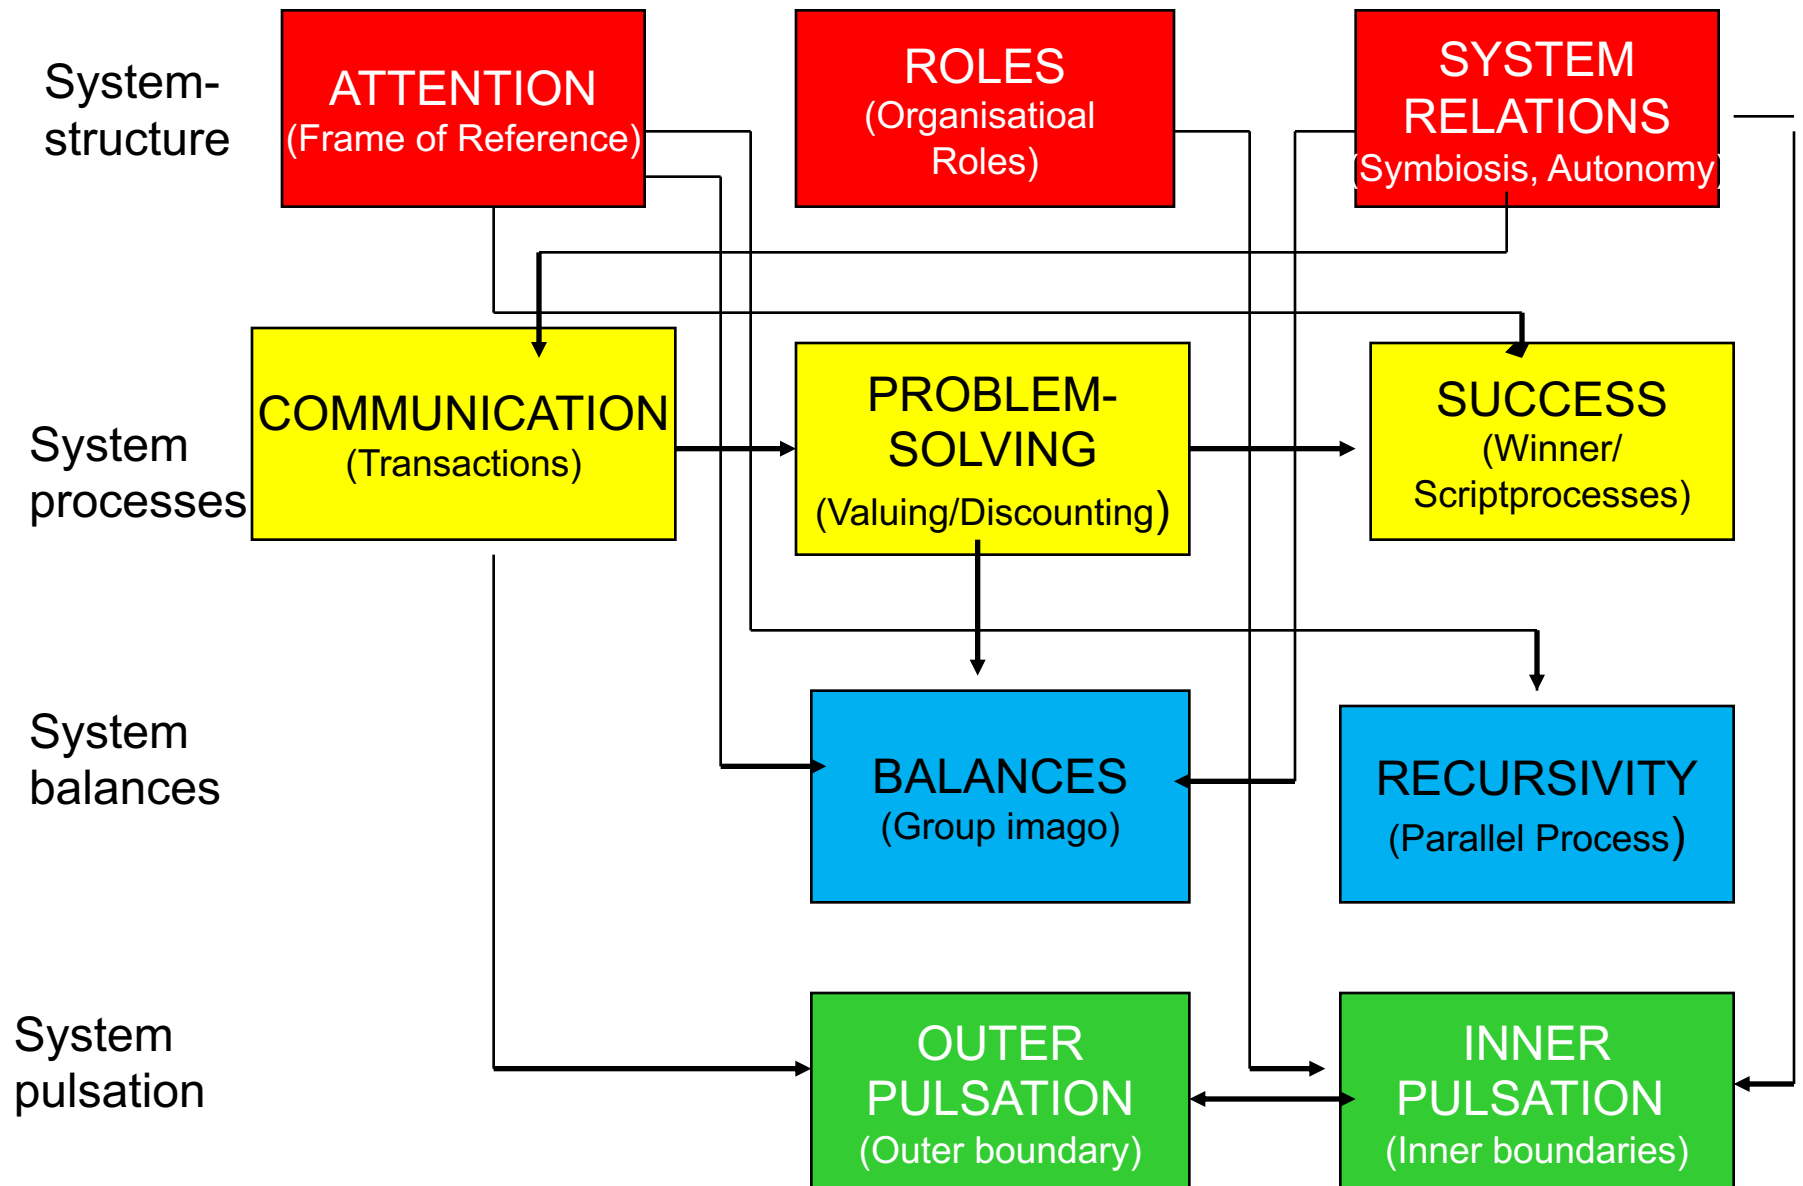 System-
structure
ATTENTION
(Frame of Reference)
ROLES
(Organisatioal
Roles)
SYSTEM
RELATIONS
(Symbiosis, Autonomy)
System
processes
COMMUNICATION
(Transactions)
PROBLEM-
SOLVING
(Valuing/Discounting)
SUCCESS
(Winner/
Scriptprocesses)
System
balances
BALANCES
(Group imago)
RECURSIVITY
(Parallel Process)
System
pulsation
OUTER
PULSATION
(Outer boundary)
INNER
PULSATION
(Inner boundaries)